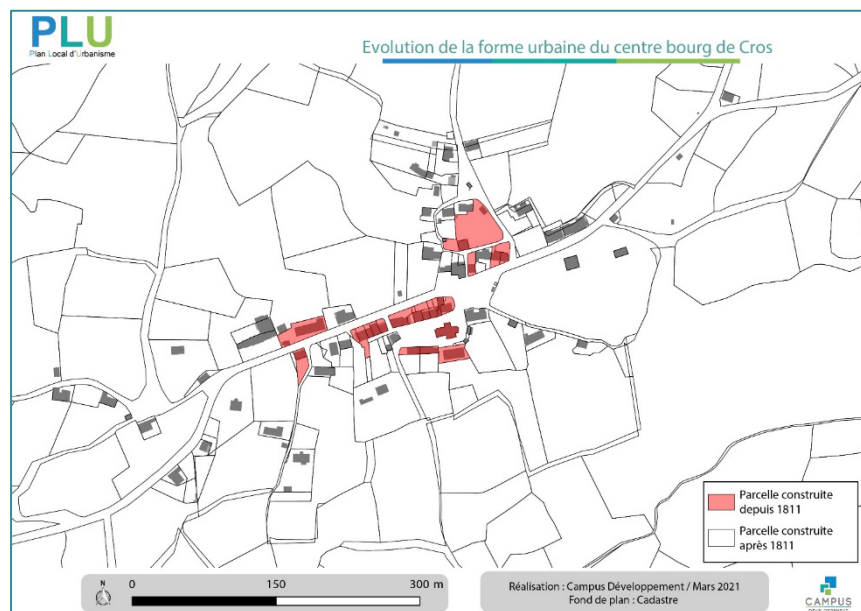 PLU
Plan Local d'Urbanisme
Evolution de la forme urbaine du centre bourg de Cros
Parcelle construite
depuis 1811
Parcelle construite
après 1811
N
0 150 300 m
Réalisation : Campus Développement / Mars 2021
Fond de plan : Cadastre
CAMPUS